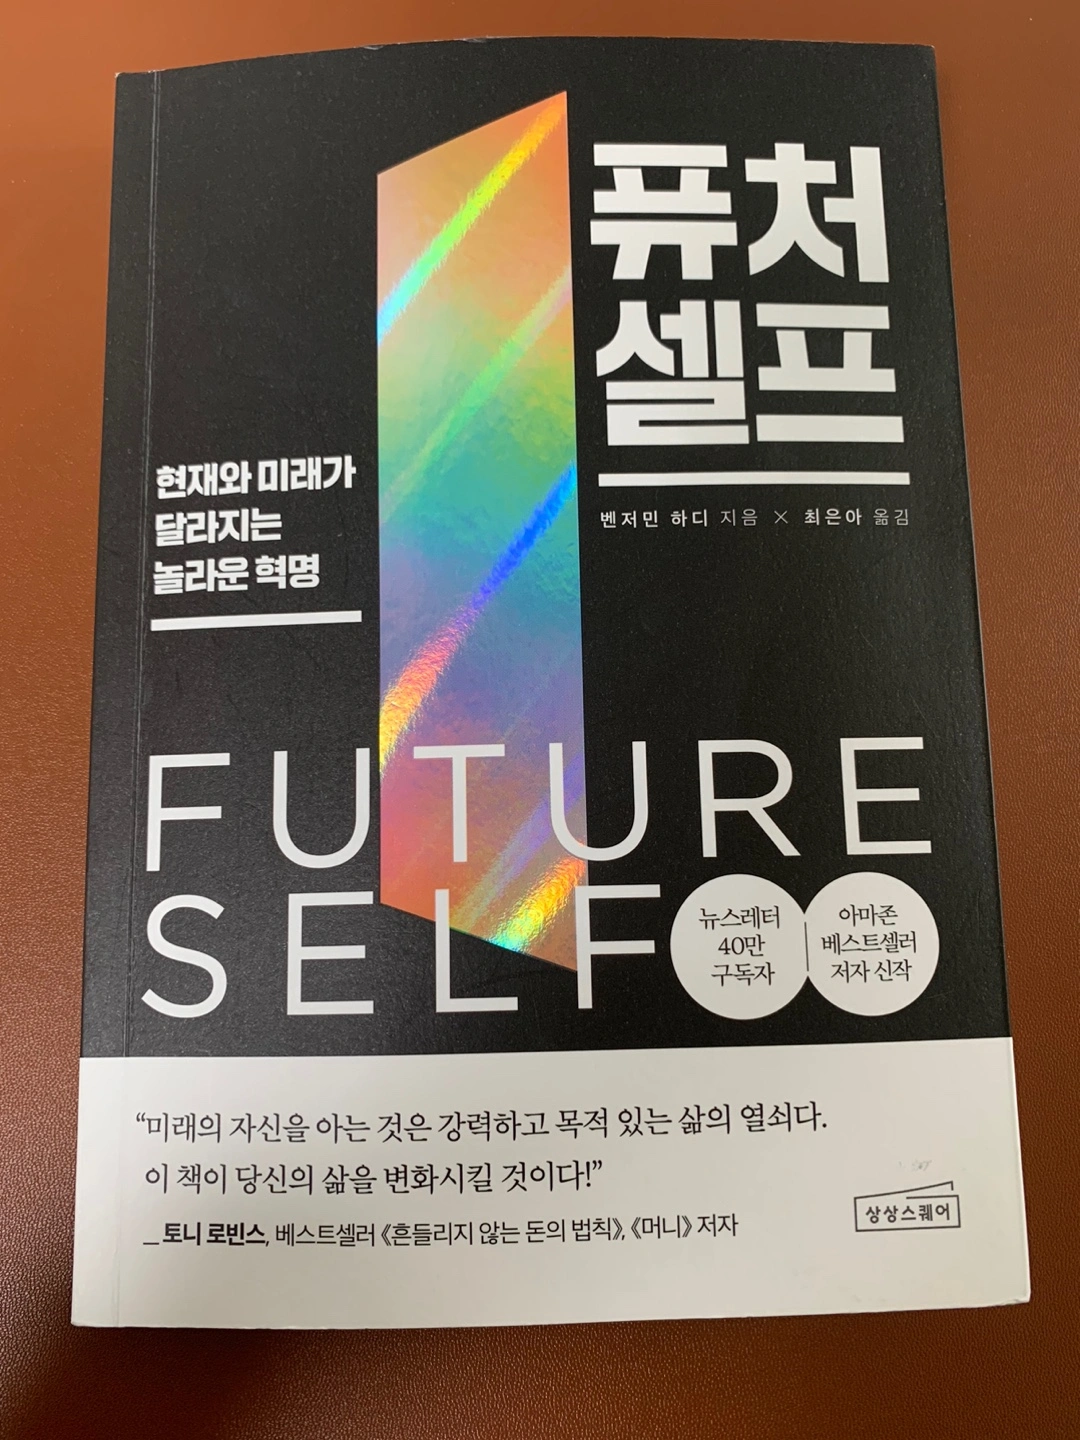 퓨처
셀프
벤저민 하디 지음 × 최은아 옮김
현재와 미래가
달라지는
놀라운 혁명
FUTURE
SELF
뉴스레터
40만
구독자
아마존
베스트셀러
저자 신작
“미래의 자신을 아는 것은 강력하고 목적 있는 삶의 열쇠다.
이 책이 당신의 삶을 변화시킬 것이다!”
_ 토니 로빈스, 베스트셀러 《흔들리지 않는 돈의 법칙》, 《머니》 저자
상상스퀘어